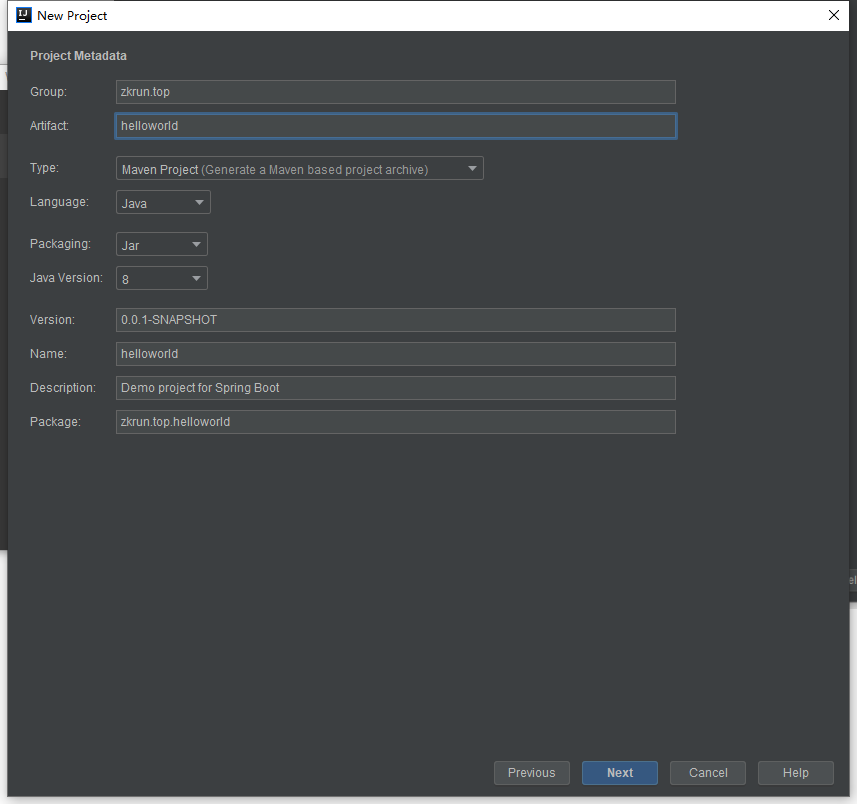 New Project
Project Metadata
Group: zkrun.top
Artifact: helloworld
Type: Maven Project (Generate a Maven based project archive)
Language: Java
Packaging: Jar
Java Version: 8
Version: 0.0.1-SNAPSHOT
Name: helloworld
Description: Demo project for Spring Boot
Package: zkrun.top.helloworld
Previous Next Cancel Help